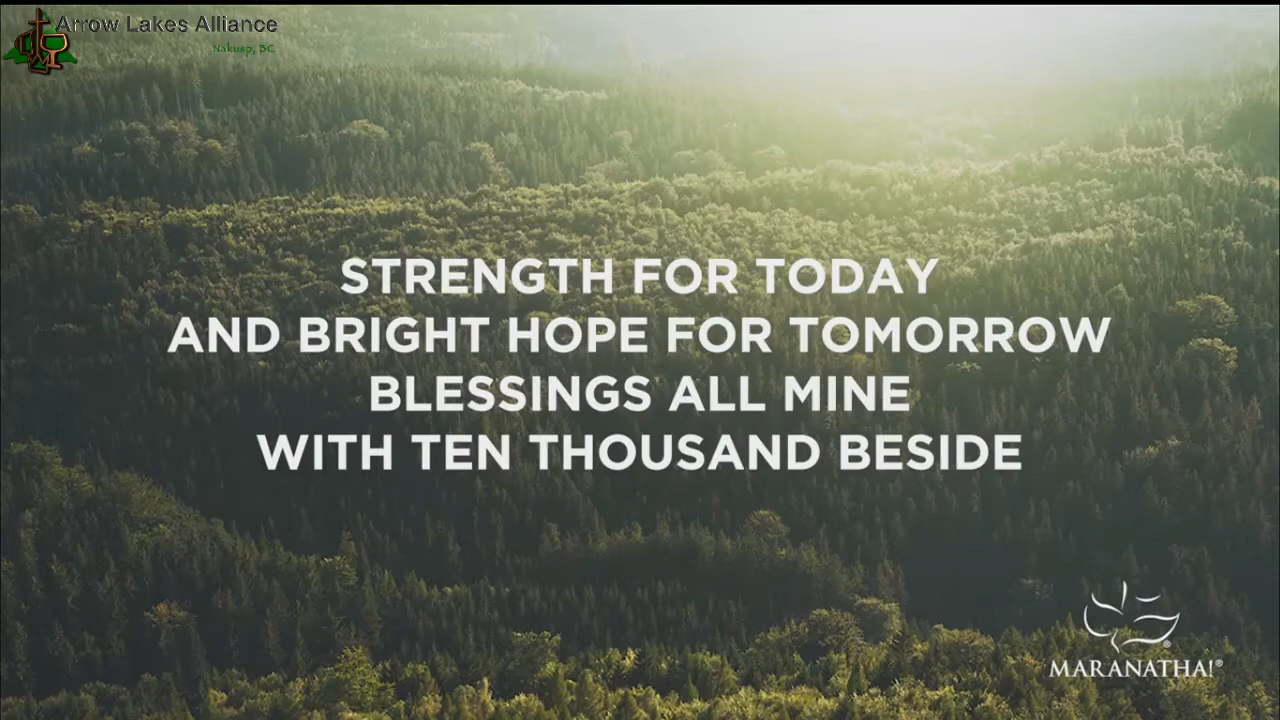 Arrow Lakes Alliance
Nakusp, BC
STRENGTH FOR TODAY
AND BRIGHT HOPE FOR TOMORROW
BLESSINGS ALL MINE
WITH TEN THOUSAND BESIDE
MARANATHA!®